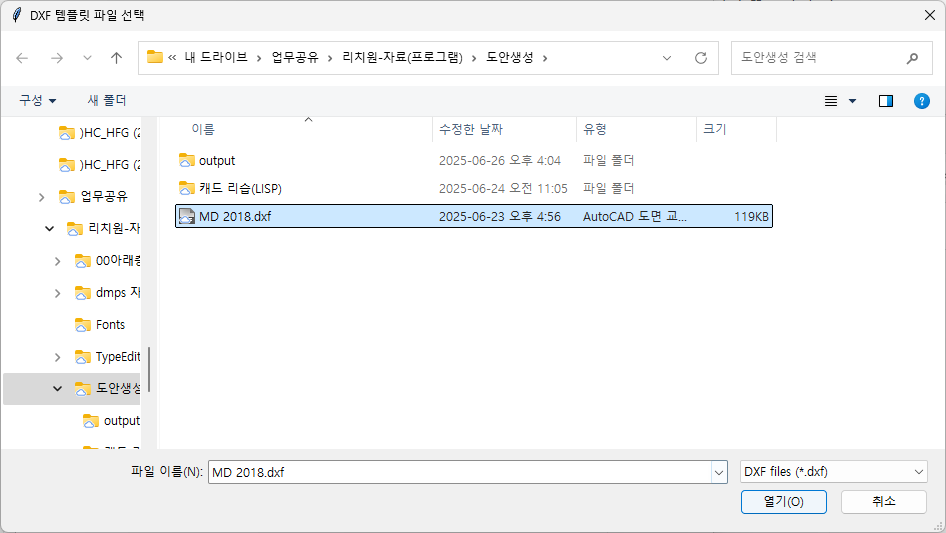 DXF 템플릿 파일 선택
« 내 드라이브 › 업무공유 › 리치원-자료(프로그램) › 도안생성 ›
도안생성 검색
구성 새 폴더
이름 수정한 날짜 유형 크기
)HC_HFG (2
)HC_HFG (2
업무공유
리치원-자
00아래
dmps 자
Fonts
TypeEdit
도안생성
output
output 2025-06-26 오후 4:04 파일 폴더
캐드 리습(LISP) 2025-06-24 오전 11:05 파일 폴더
MD 2018.dxf 2025-06-23 오후 4:56 AutoCAD 도면 교... 119KB
파일 이름(N): MD 2018.dxf
DXF files (*.dxf)
열기(O) 취소